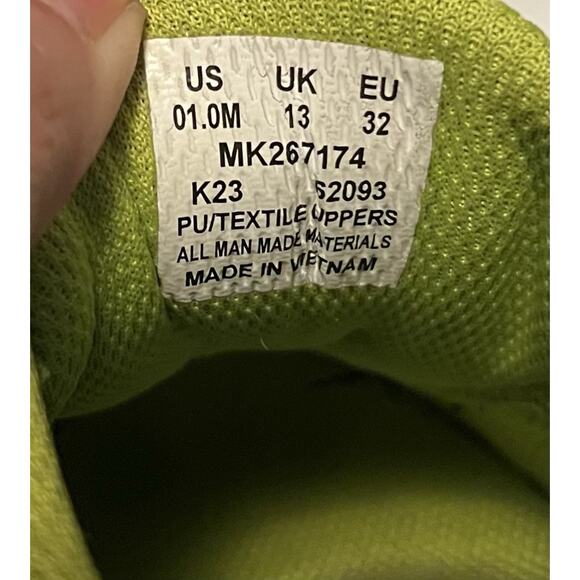 US UK EU
01.0M 13 32
MK267174
K23 62093
PU/TEXTILE UPPERS
ALL MAN MADE MATERIALS
MADE IN VIETNAM